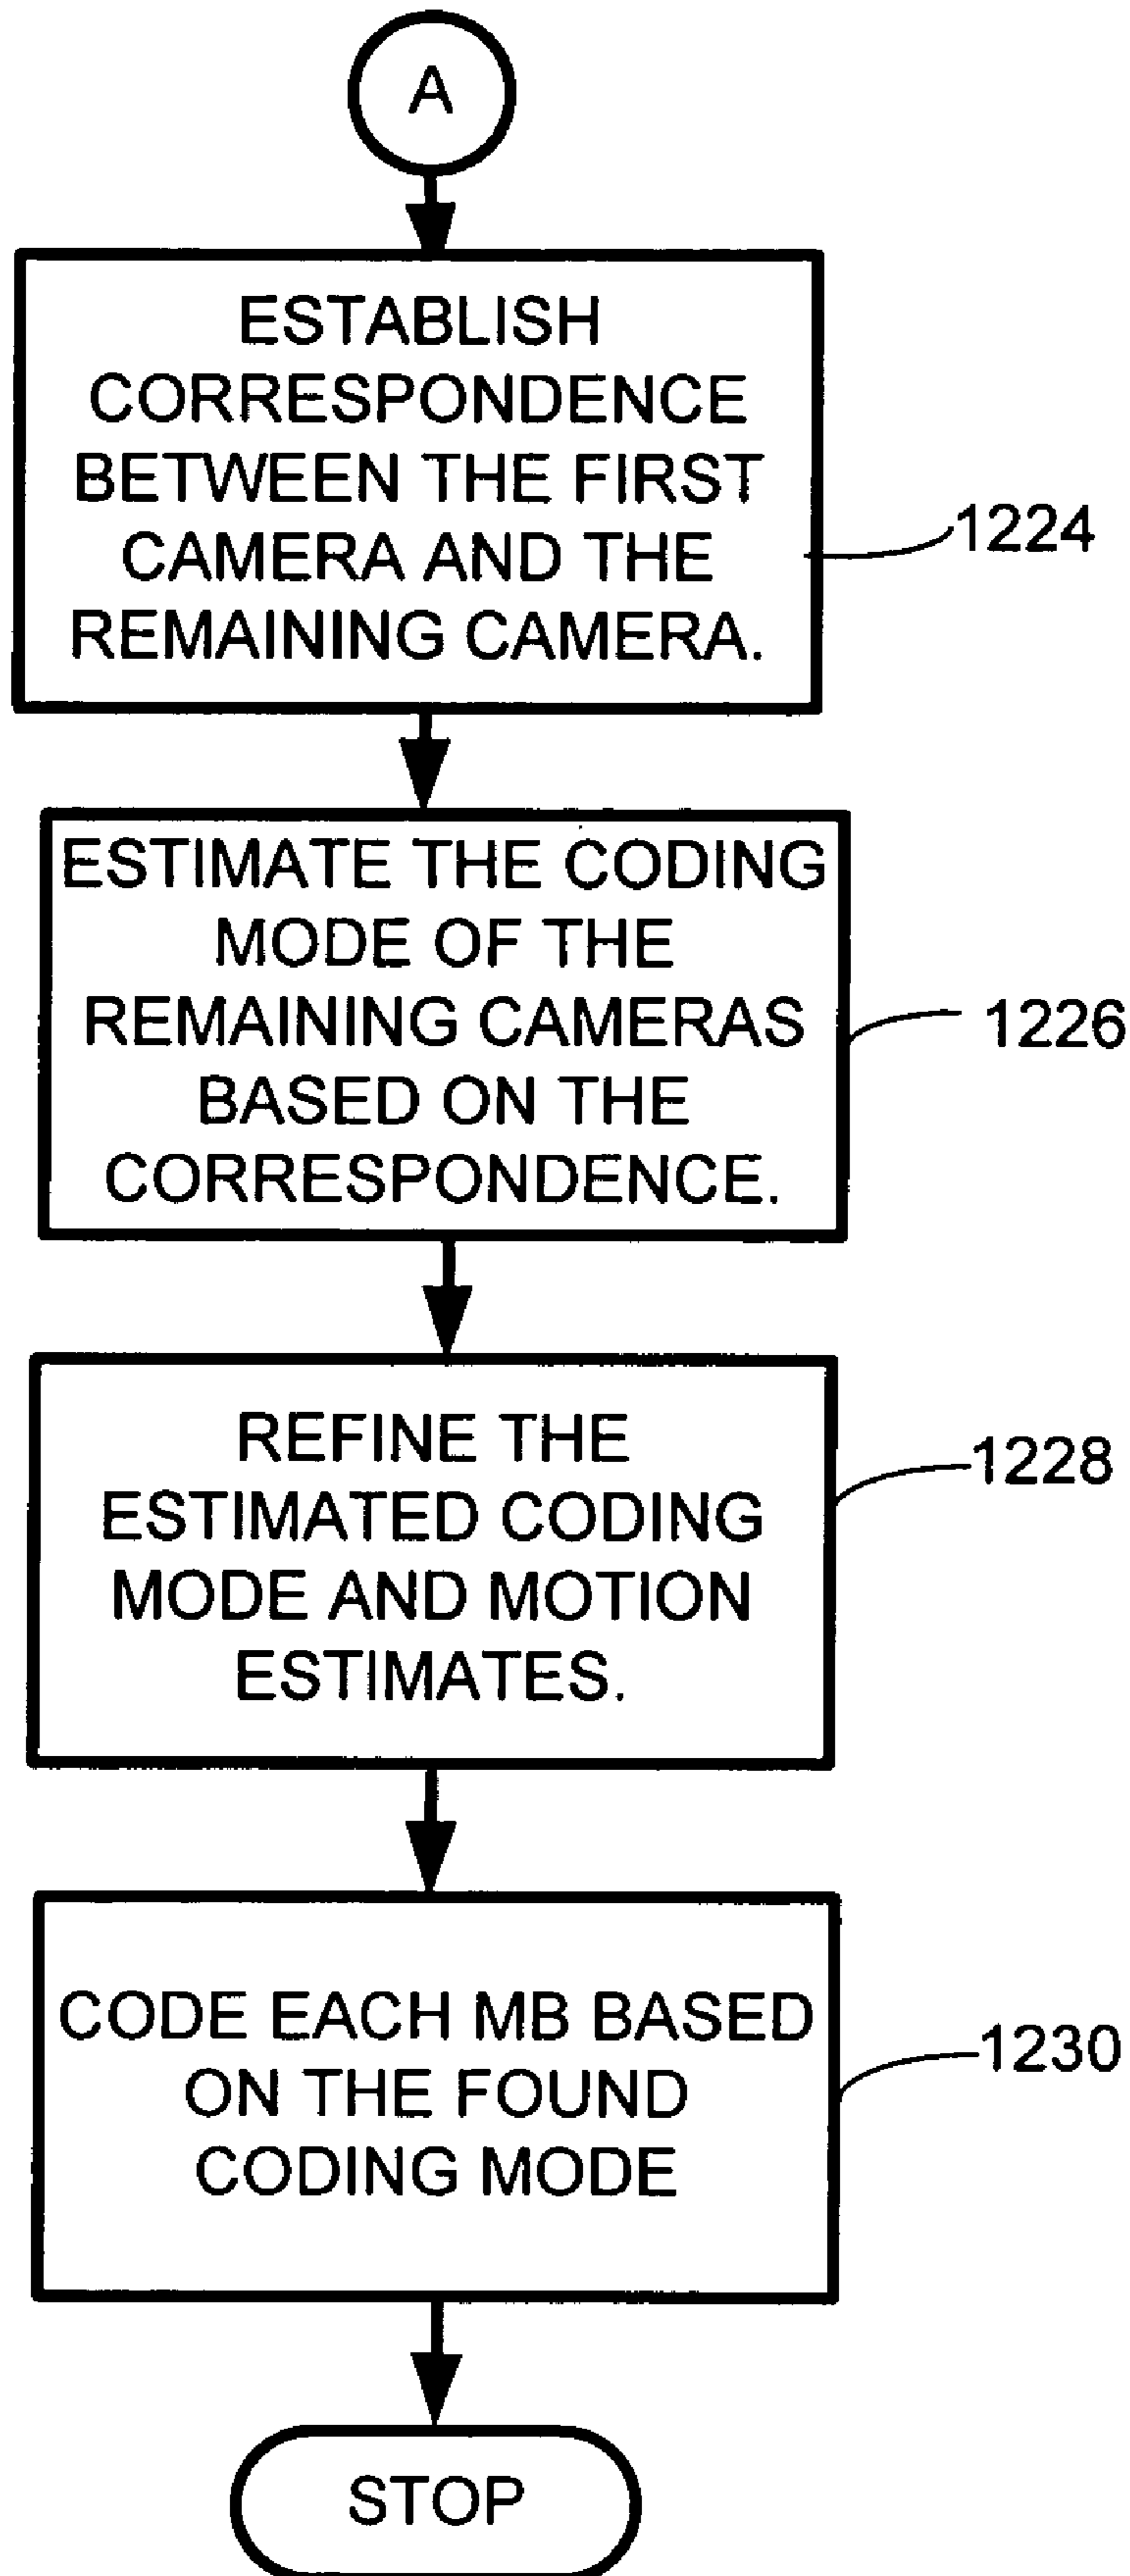 A
ESTABLISH
CORRESPONDENCE
BETWEEN THE FIRST
CAMERA AND THE
REMAINING CAMERA.
1224
ESTIMATE THE CODING
MODE OF THE
REMAINING CAMERAS
BASED ON THE
CORRESPONDENCE.
1226
REFINE THE
ESTIMATED CODING
MODE AND MOTION
ESTIMATES.
1228
CODE EACH MB BASED
ON THE FOUND
CODING MODE
1230
STOP